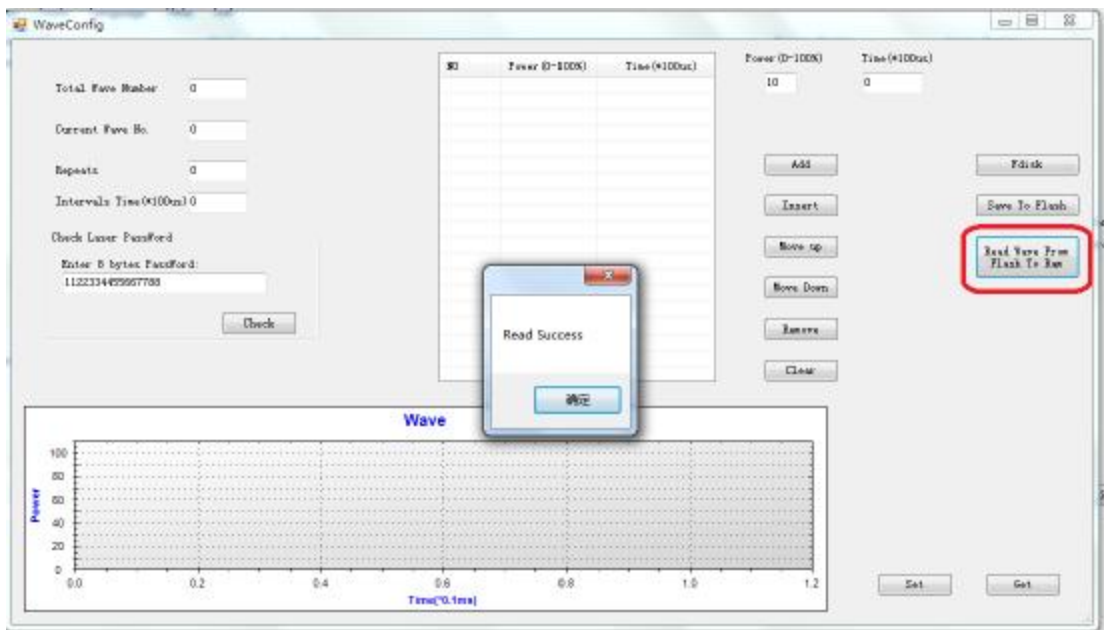 WaveConfig
NO Power(0-100%) Time(*100us)
Power(0-100%) Time(*100us)
10 0
Total Wave Number 0
Current Wave No. 0
Repeats 0
Intervals Time(*100us) 0
Check Laser PassWord
Enter 8 bytes PassWord:
1122334455667788
Check
Add
Insert
Move up
Move Down
Remove
Clear
Fdisk
Save To Flash
Read Wave From
Flash To Ram
Read Success
确定
Wave
Power
100
80
60
40
20
0
0.0 0.2 0.4 0.6 0.8 1.0 1.2
Time(*0.1ms)
Set Get